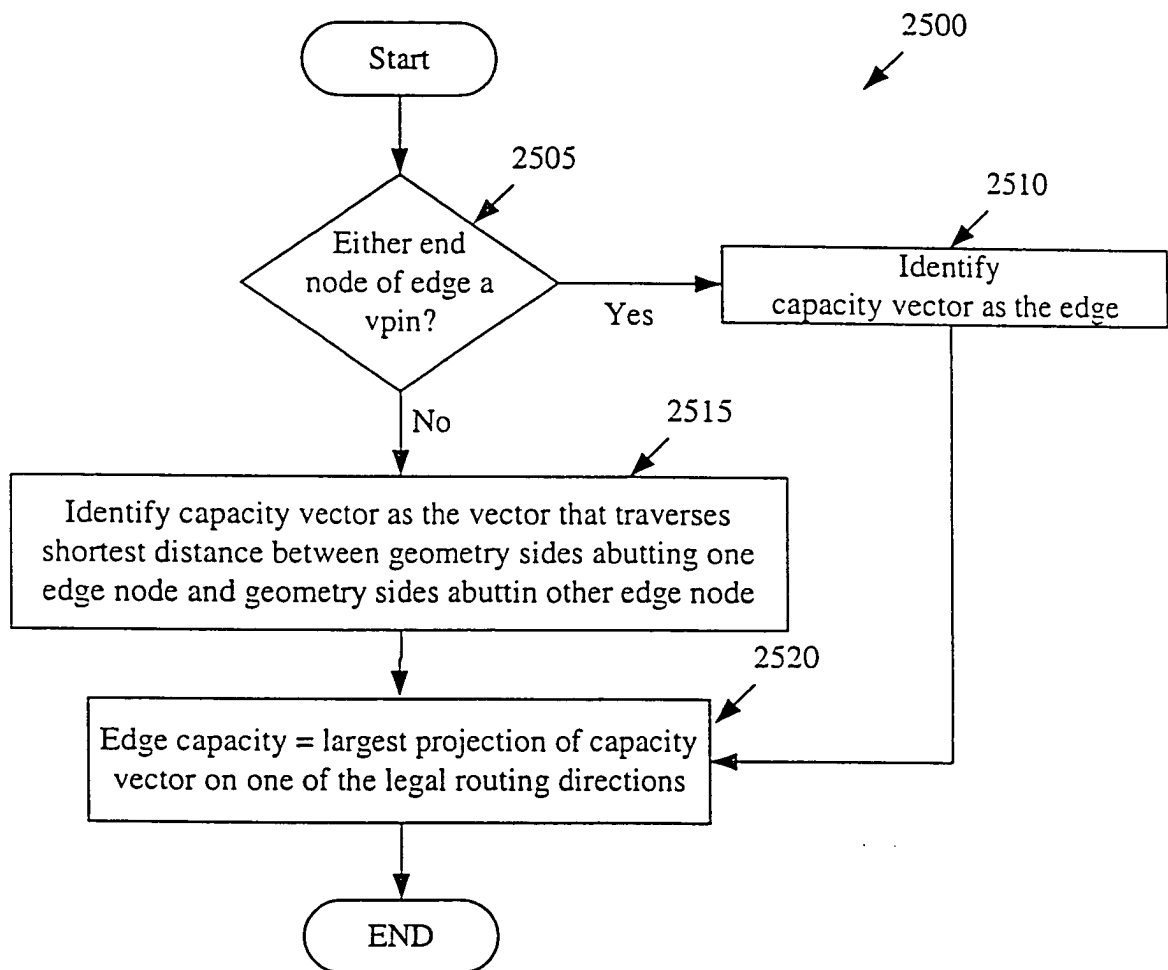 2500
Start
2505
Either end
node of edge a
vpin?
Yes
2510
Identify
capacity vector as the edge
No
2515
Identify capacity vector as the vector that traverses
shortest distance between geometry sides abutting one
edge node and geometry sides abuttin other edge node
2520
Edge capacity = largest projection of capacity
vector on one of the legal routing directions
END